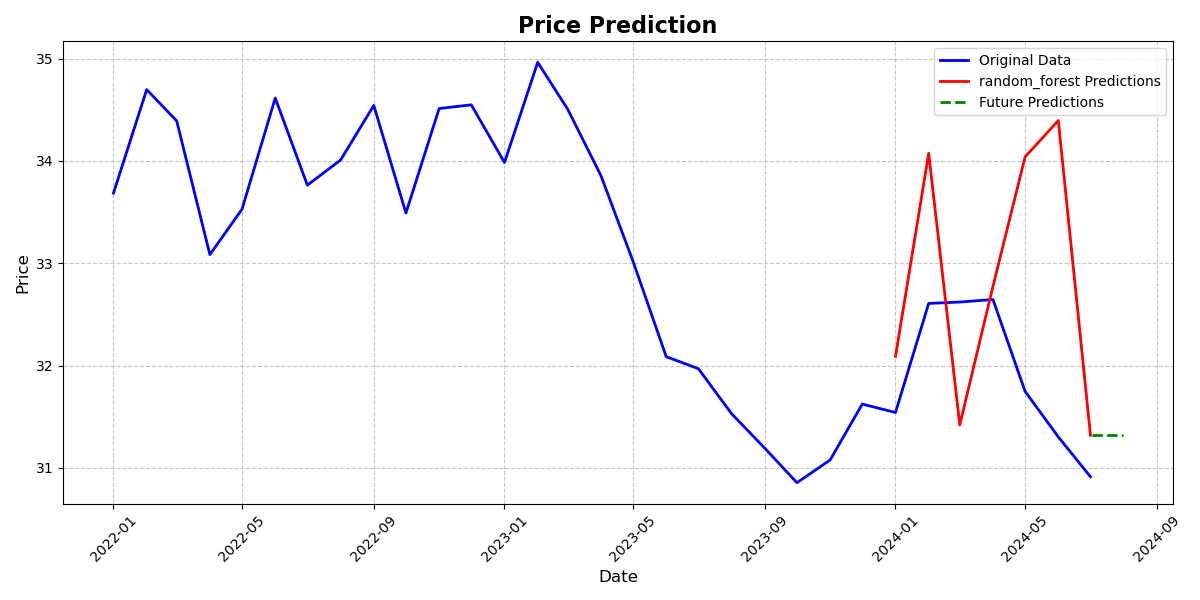 Price Prediction
Original Data
random_forest Predictions
Future Predictions
Price
35
34
33
32
31
2022-01
2022-05
2022-09
2023-01
2023-05
2023-09
2024-01
2024-05
2024-09
Date